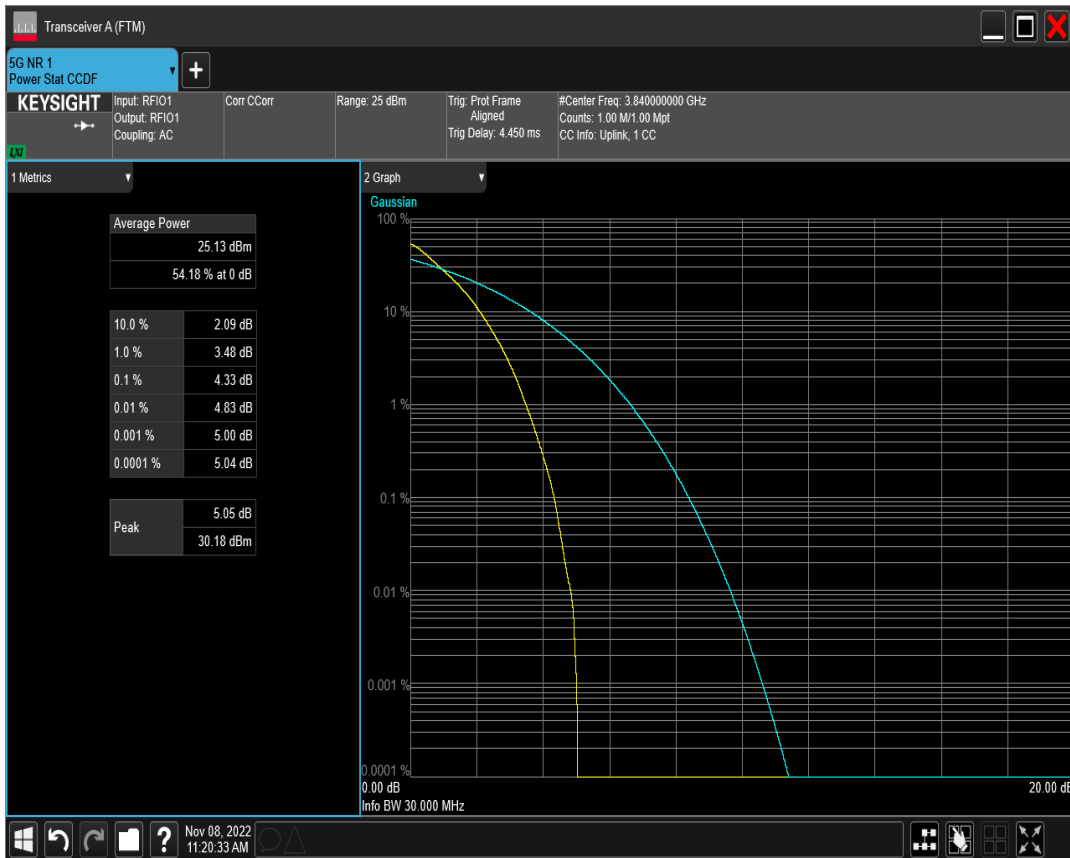 Transceiver A (FTM)
5G NR 1
Power Stat CCDF
+
KEYSIGHT
LXI
Input: RFIO1
Output: RFIO1
Coupling: AC
Corr CCorr
Range: 25 dBm
Trig: Prot Frame
Aligned
Trig Delay: 4.450 ms
#Center Freq: 3.840000000 GHz
Counts: 1.00 M/1.00 Mpt
CC Info: Uplink, 1 CC
1 Metrics
Average Power
25.13 dBm
54.18 % at 0 dB
10.0 % 2.09 dB
1.0 % 3.48 dB
0.1 % 4.33 dB
0.01 % 4.83 dB
0.001 % 5.00 dB
0.0001 % 5.04 dB
Peak
5.05 dB
30.18 dBm
2 Graph
Gaussian
100 %
10 %
1 %
0.1 %
0.01 %
0.001 %
0.0001 %
0.00 dB 20.00 dB
Info BW 30.000 MHz
?
Nov 08, 2022
11:20:33 AM